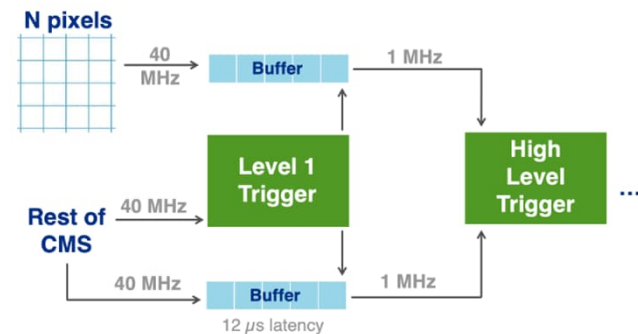 N pixels
40
MHz
Buffer
1 MHz
Level 1
Trigger
High
Level
Trigger
...
40 MHz
Rest of
CMS
40 MHz
Buffer
1 MHz
12 μs latency